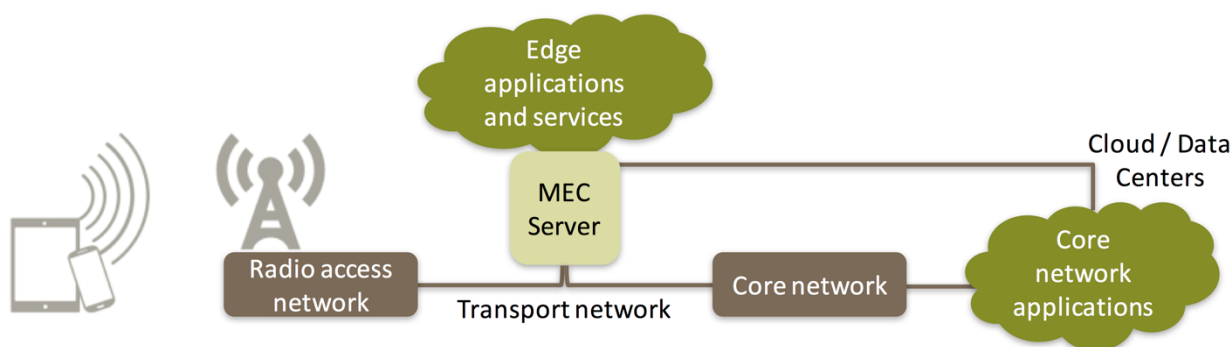 Edge
applications
and services
MEC
Server
Cloud / Data
Centers
Radio access
network
Transport network
Core network
Core
network
applications